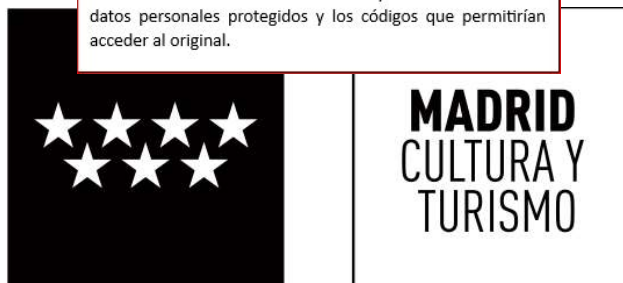 datos personales protegidos y los códigos que permitirían
acceder al original.
MADRID
CULTURA Y
TURISMO